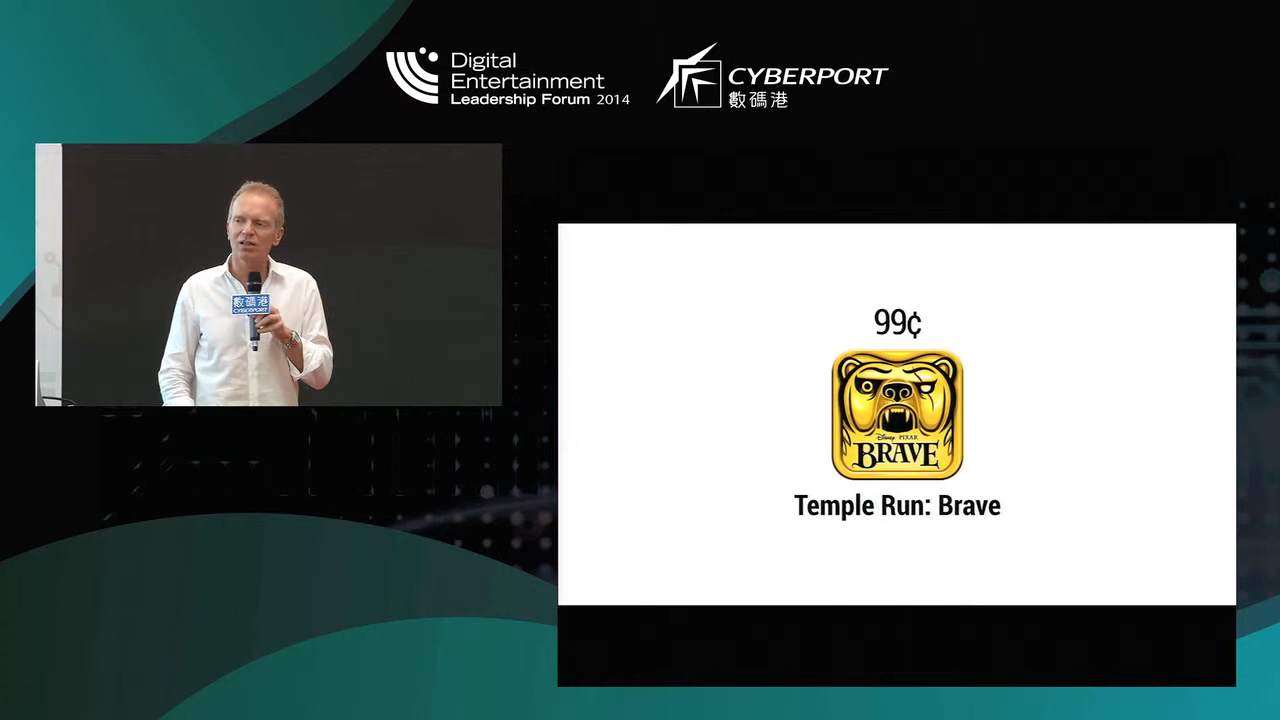 Digital
Entertainment
Leadership Forum 2014
CYBERPORT
數碼港
數碼港
CYBERPORT
99¢
Disney PIXAR
BRAVE
Temple Run: Brave